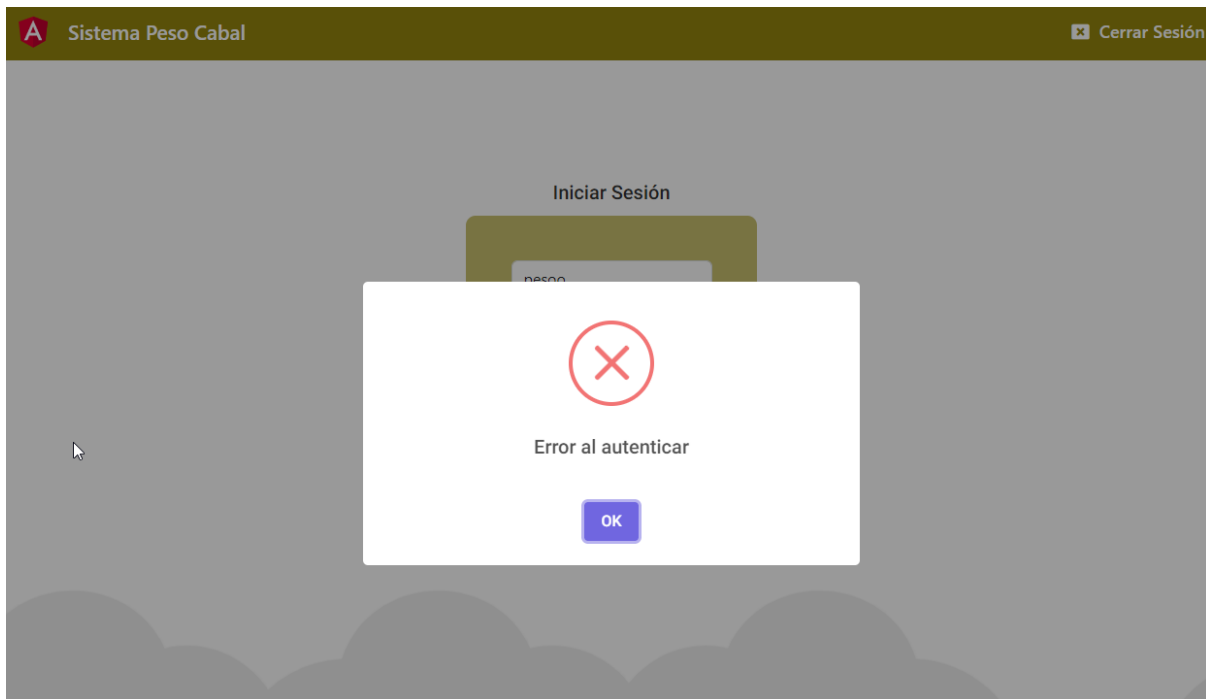 Sistema Peso Cabal
Cerrar Sesión
Iniciar Sesión
Error al autenticar
OK